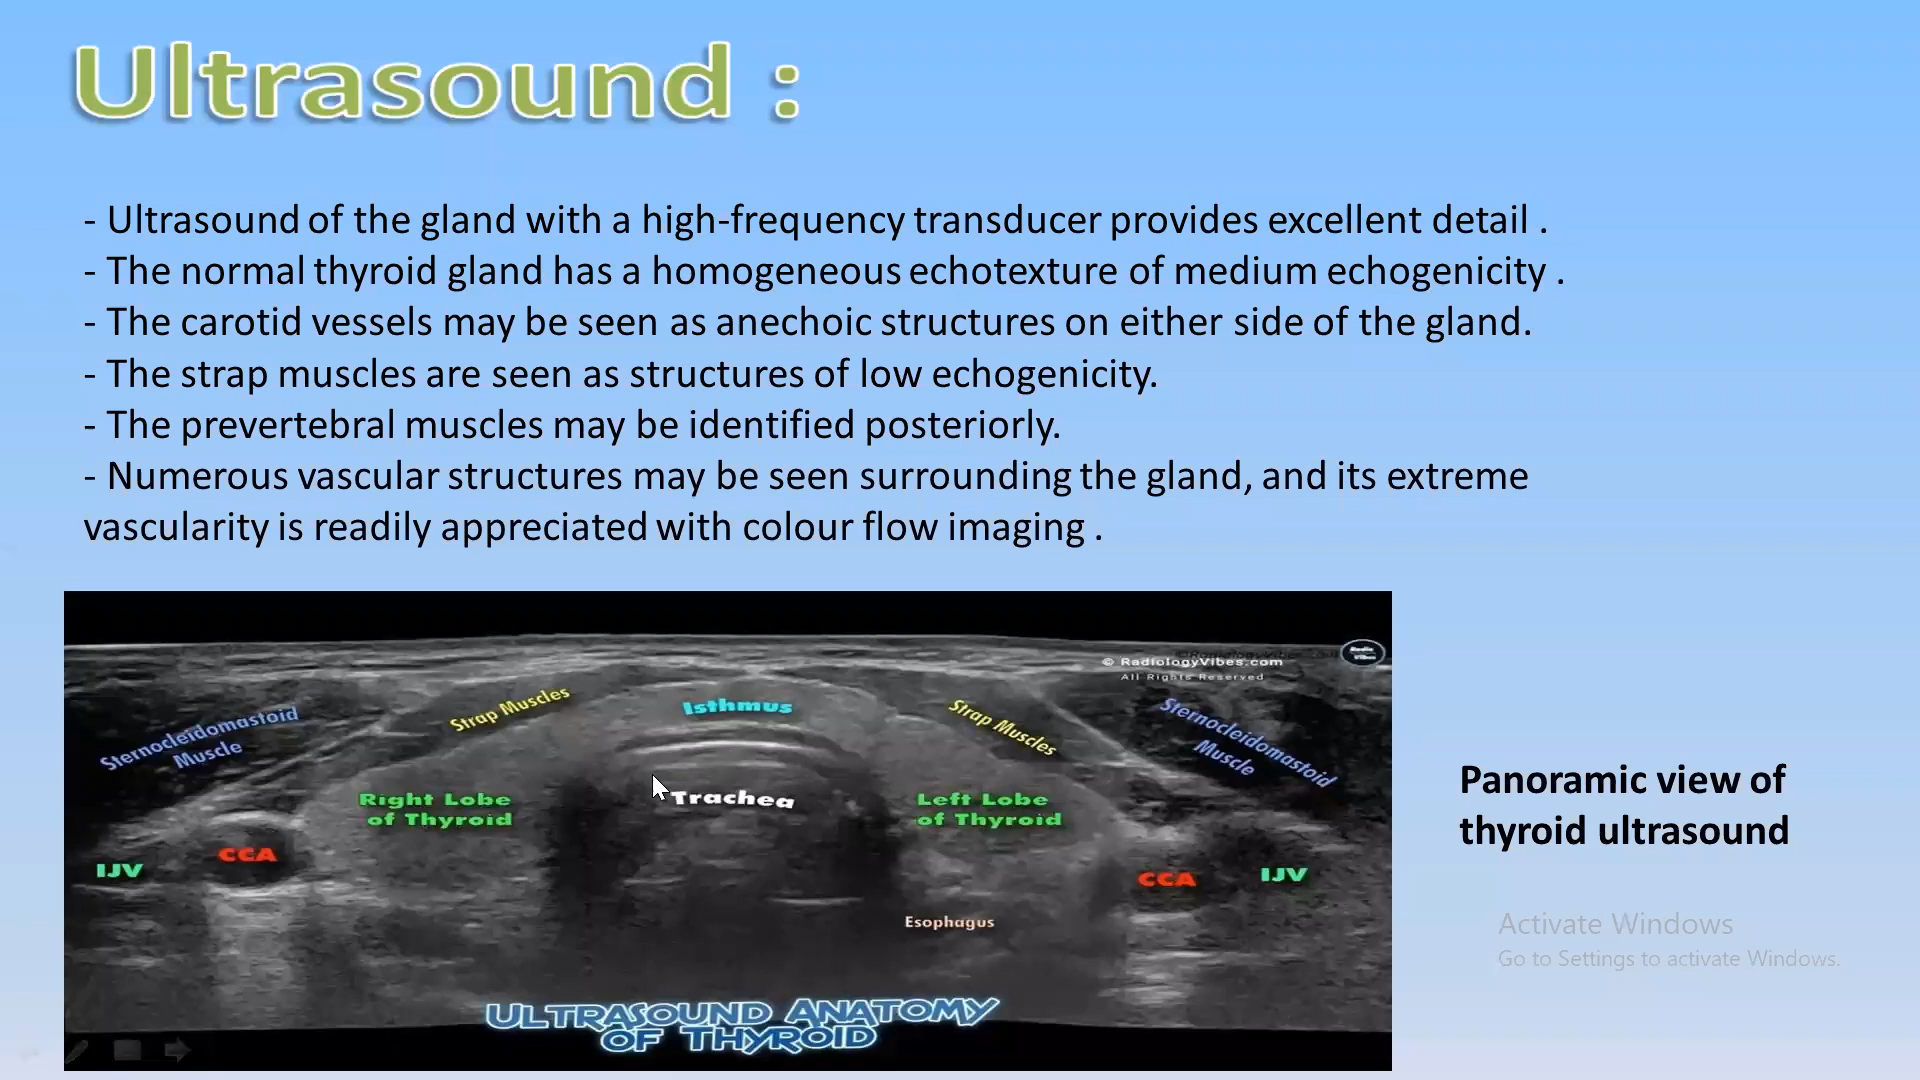 Ultrasound :
- Ultrasound of the gland with a high-frequency transducer provides excellent detail .
- The normal thyroid gland has a homogeneous echotexture of medium echogenicity .
- The carotid vessels may be seen as anechoic structures on either side of the gland.
- The strap muscles are seen as structures of low echogenicity.
- The prevertebral muscles may be identified posteriorly.
- Numerous vascular structures may be seen surrounding the gland, and its extreme
vascularity is readily appreciated with colour flow imaging .
© RadiologyVibes.com
All Rights Reserved
Sternocleidomastoid
Muscle
Strap Muscles
Isthmus
Strap Muscles
Sternocleidomastoid
Muscle
Right Lobe
of Thyroid
Trachea
Left Lobe
of Thyroid
IJV
CCA
CCA
IJV
Esophagus
ULTRASOUND ANATOMY
OF THYROID
Panoramic view of
thyroid ultrasound
Activate Windows
Go to Settings to activate Windows.